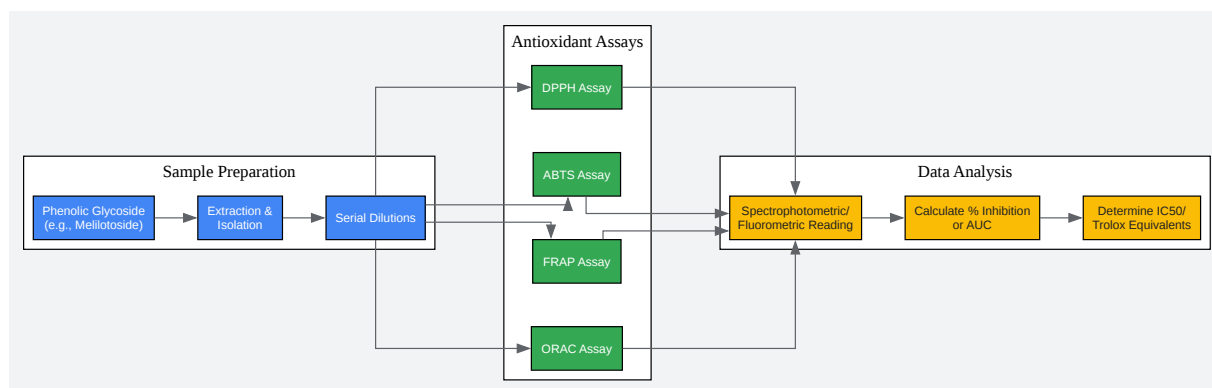 Sample Preparation
Phenolic Glycoside
(e.g., Melilotoside)
Extraction &
Isolation
Serial Dilutions
Antioxidant Assays
DPPH Assay
ABTS Assay
FRAP Assay
ORAC Assay
Data Analysis
Spectrophotometric/
Fluorometric Reading
Calculate % Inhibition
or AUC
Determine IC50/
Trolox Equivalents